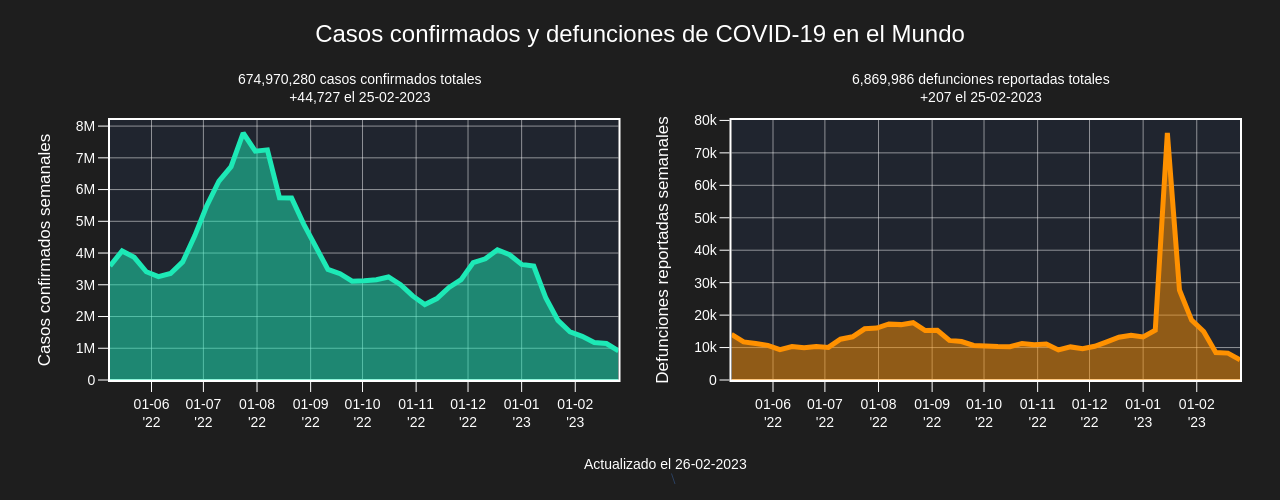 Casos confirmados y defunciones de COVID-19 en el Mundo
674,970,280 casos confirmados totales
+44,727 el 25-02-2023
Casos confirmados semanales
8M
7M
6M
5M
4M
3M
2M
1M
0
01-06 '22
01-07 '22
01-08 '22
01-09 '22
01-10 '22
01-11 '22
01-12 '22
01-01 '23
01-02 '23
6,869,986 defunciones reportadas totales
+207 el 25-02-2023
Defunciones reportadas semanales
80k
70k
60k
50k
40k
30k
20k
10k
0
01-06 '22
01-07 '22
01-08 '22
01-09 '22
01-10 '22
01-11 '22
01-12 '22
01-01 '23
01-02 '23
Actualizado el 26-02-2023
\